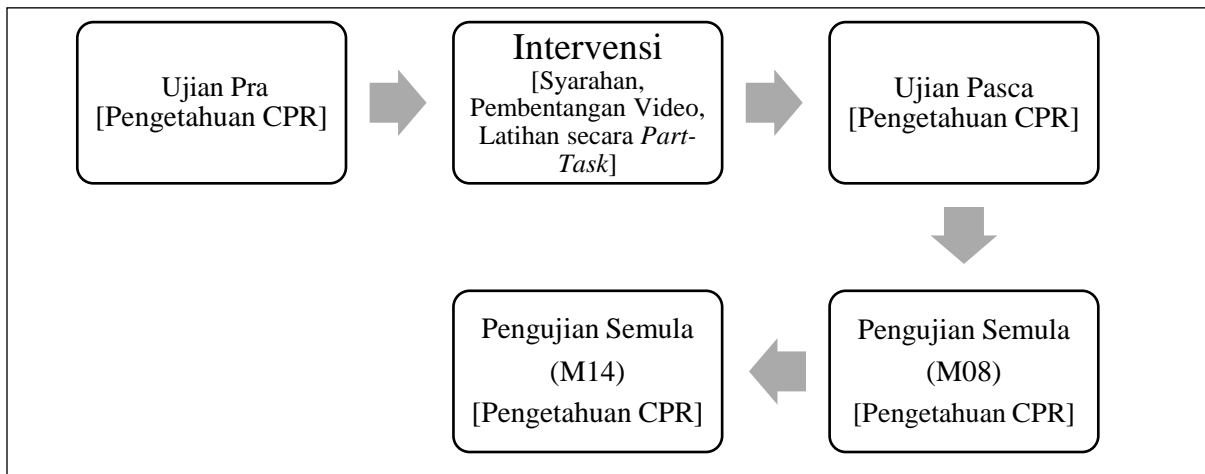 Ujian Pra
[Pengetahuan CPR]
Intervensi
[Syarahan,
Pembentangan Video,
Latihan secara Part-
Task]
Ujian Pasca
[Pengetahuan CPR]
Pengujian Semula
(M08)
[Pengetahuan CPR]
Pengujian Semula
(M14)
[Pengetahuan CPR]